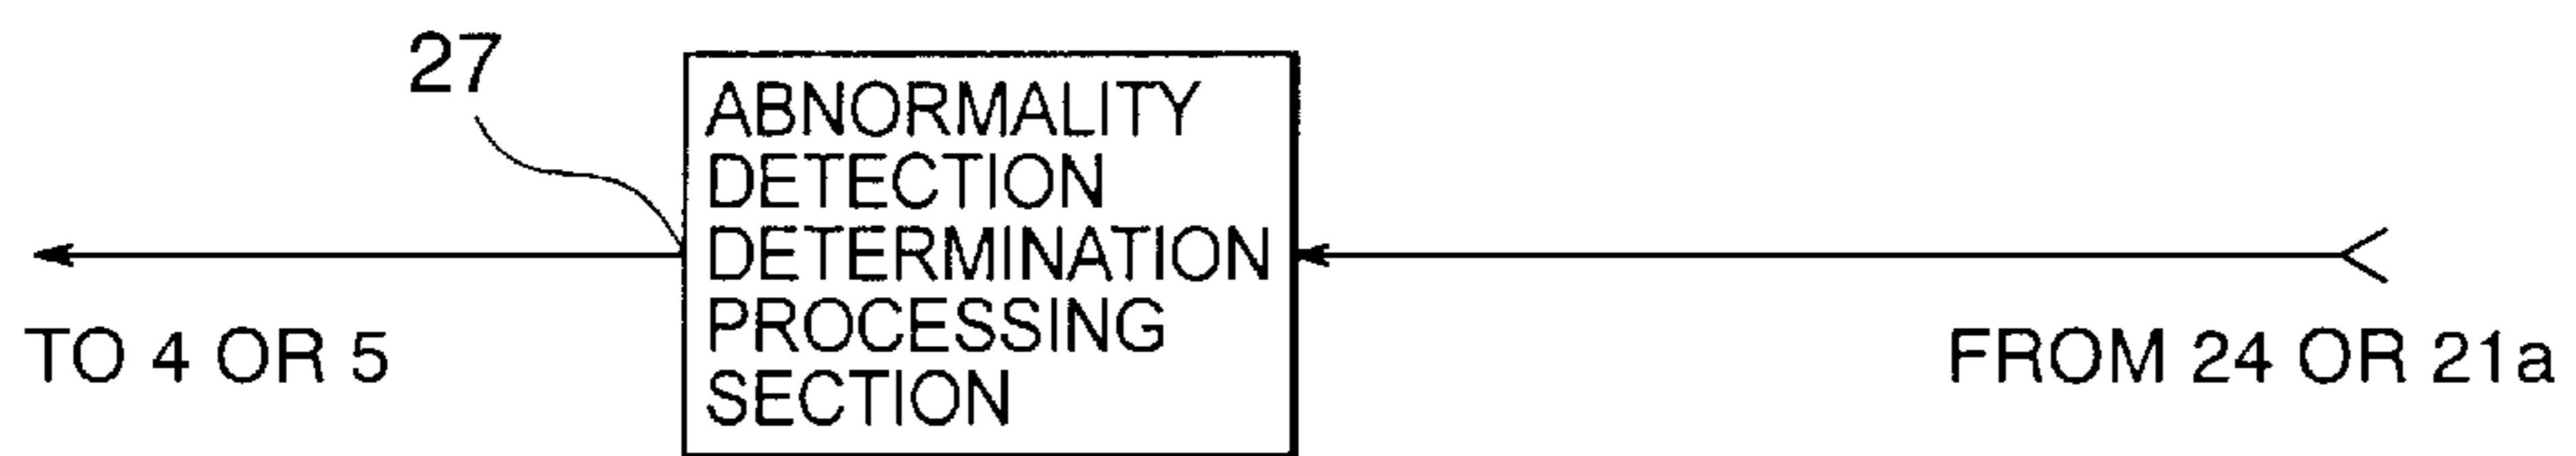 27
ABNORMALITY
DETECTION
DETERMINATION
PROCESSING
SECTION
TO 4 OR 5
FROM 24 OR 21a